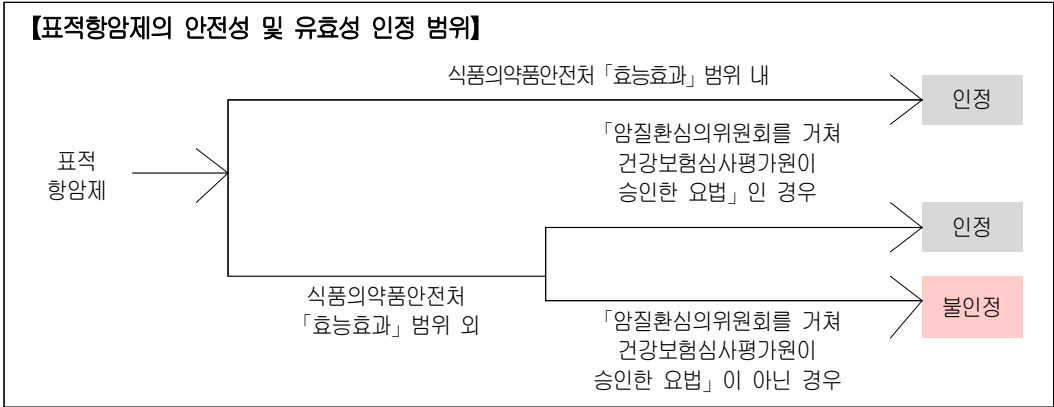 【표적항암제의 안전성 및 유효성 인정 범위】
식품의약품안전처「효능효과」범위 내
인정
「암질환심의위원회를 거쳐
건강보험심사평가원이
승인한 요법」인 경우
표적
항암제
인정
식품의약품안전처
「효능효과」범위 외
불인정
「암질환심의위원회를 거쳐
건강보험심사평가원이
승인한 요법」이 아닌 경우